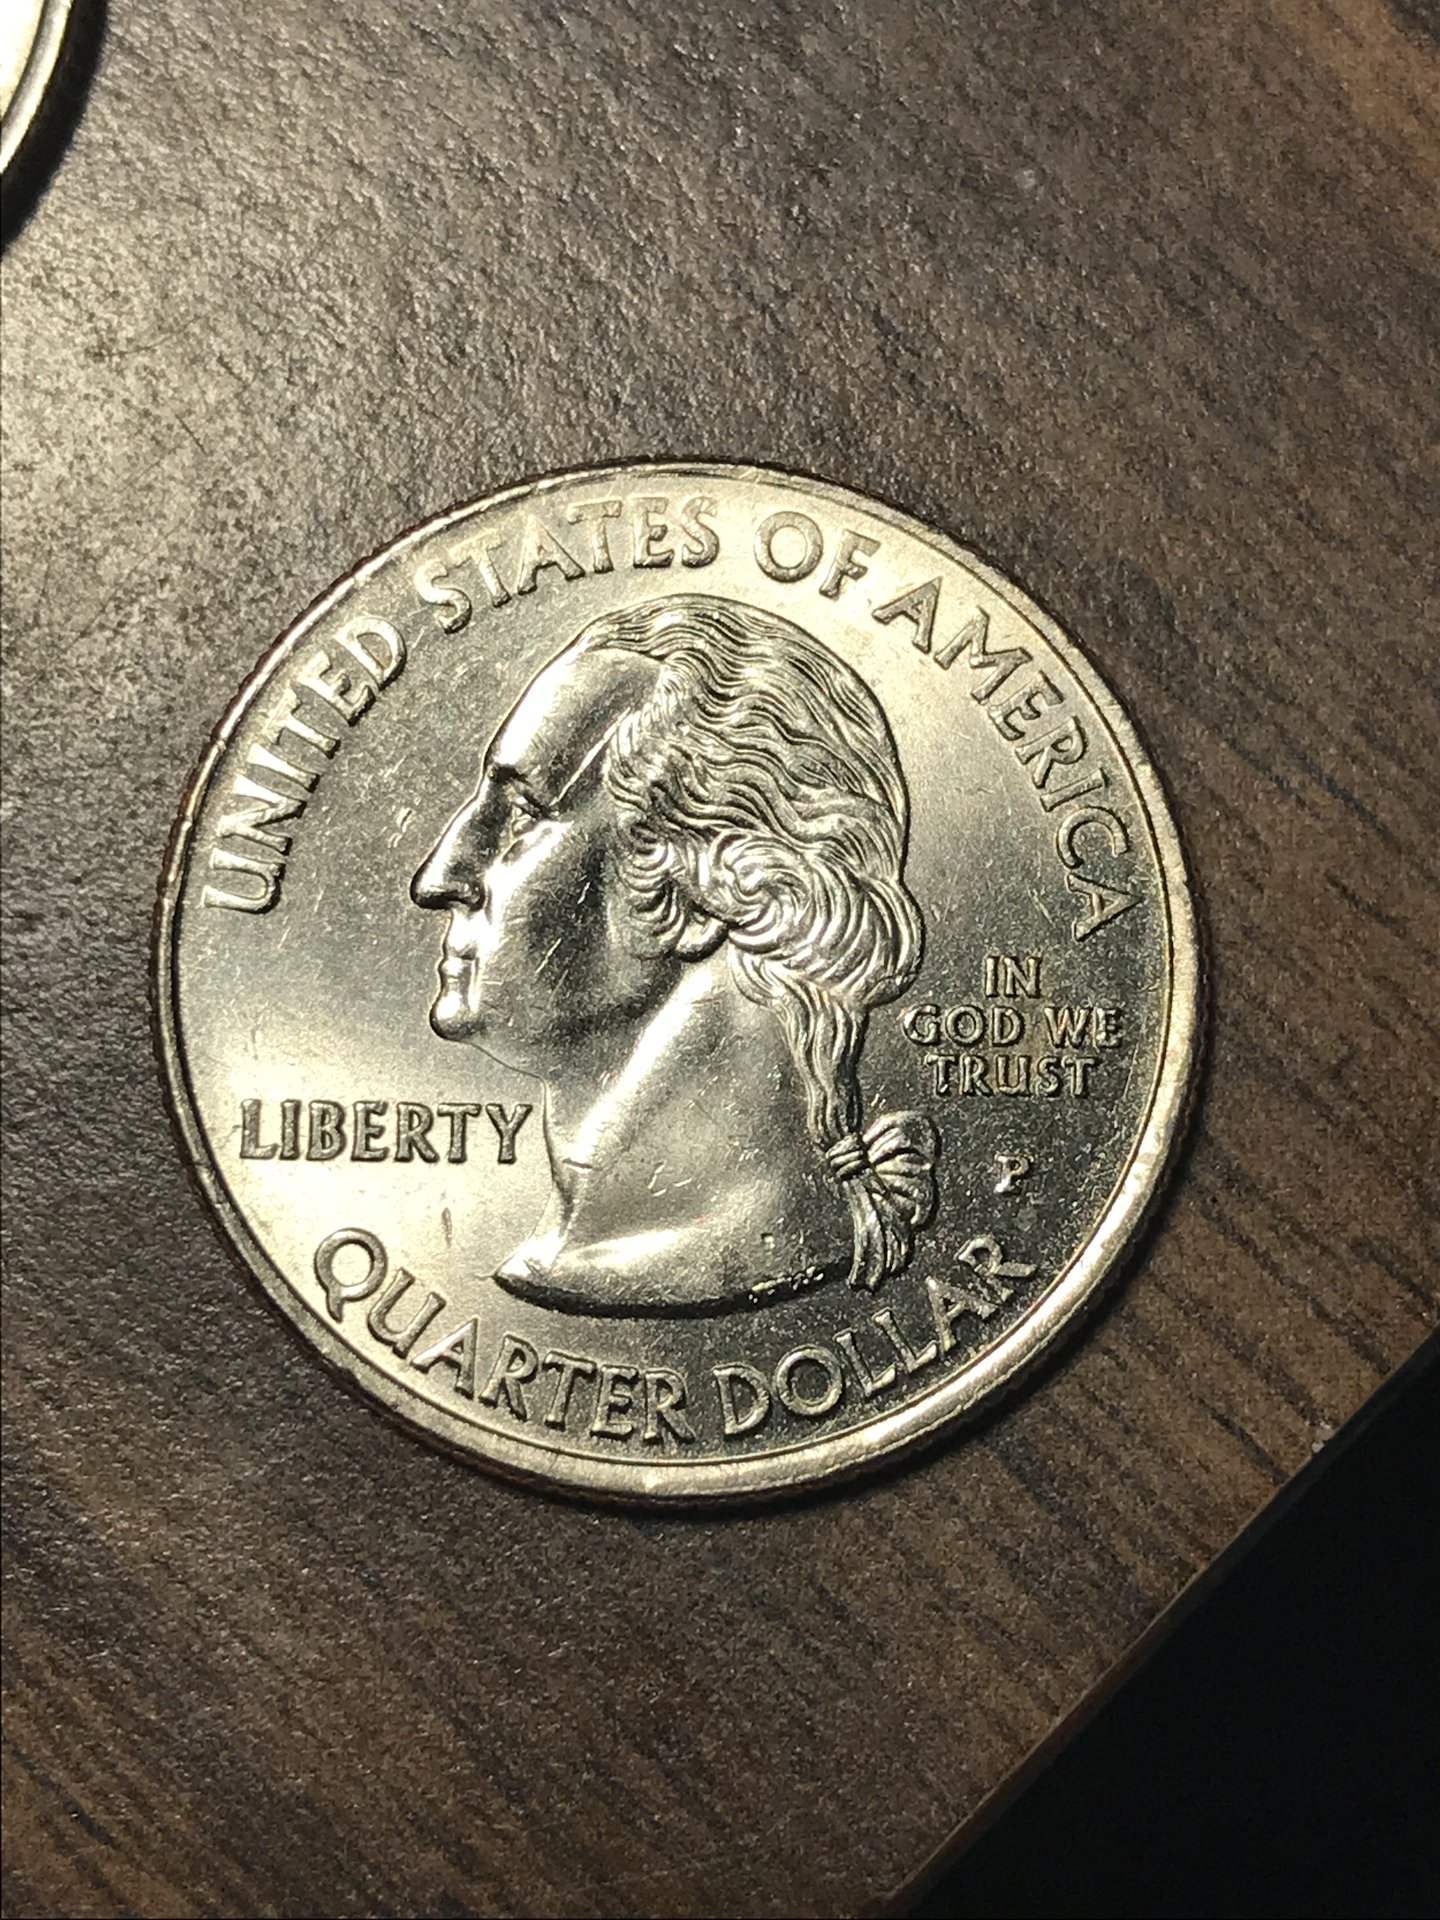 UNITED STATES OF AMERICA
IN
GOD WE
TRUST
LIBERTY
P
QUARTER DOLLAR